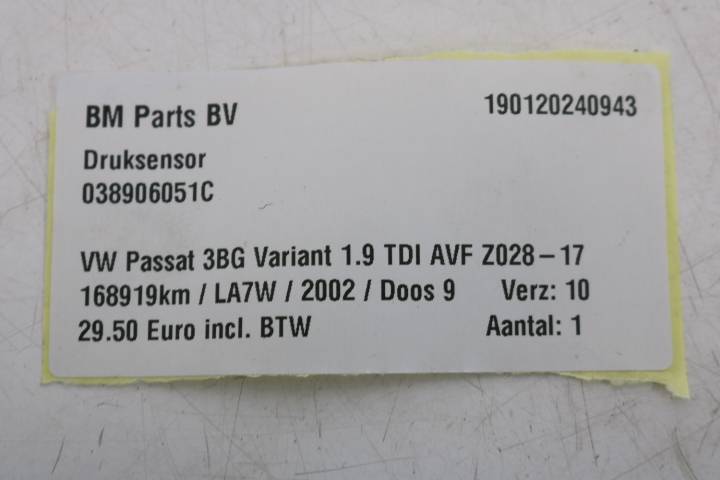 BM Parts BV 190120240943
Druksensor
038906051C
VW Passat 3BG Variant 1.9 TDI AVF Z028-17
168919km / LA7W / 2002 / Doos 9 Verz: 10
29.50 Euro incl. BTW Aantal: 1